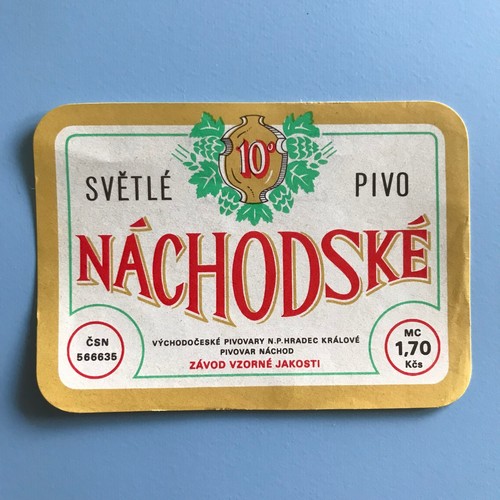 10°
SVĚTLÉ PIVO
NÁCHODSKÉ
ČSN
566635
VÝCHODOČESKÉ PIVOVARY N.P. HRADEC KRÁLOVÉ
PIVOVAR NÁCHOD
ZÁVOD VZORNÉ JAKOSTI
MC
1,70
Kčs